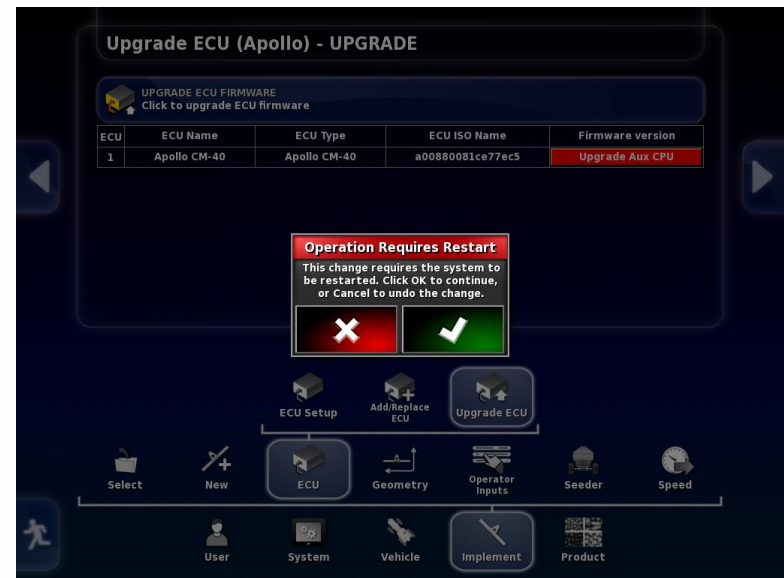 Upgrade ECU (Apollo) - UPGRADE
UPGRADE ECU FIRMWARE
Click to upgrade ECU firmware
ECU ECU Name ECU Type ECU ISO Name Firmware version
1 Apollo CM-40 Apollo CM-40 a00880081ce77ec5 Upgrade Aux CPU
Operation Requires Restart
This change requires the system to
be restarted. Click OK to continue,
or Cancel to undo the change.
ECU Setup Add/Replace Upgrade ECU
ECU
Select New ECU Geometry Operator Seeder Speed
Inputs
User System Vehicle Implement Product